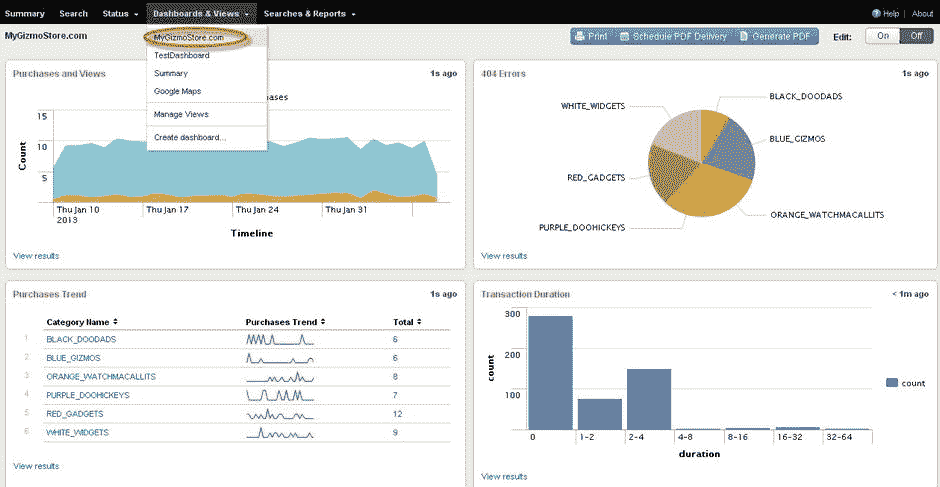 Summary Search Status Dashboards & Views Searches & Reports Help | About
MyGizmoStore.com Print Schedule PDF Delivery Generate PDF Edit: On Off
MyGizmoStore.com
TestDashboard
Summary
Google Maps
Manage Views
Create dashboard...
Purchases and Views 1s ago
15
10
5
Count
Thu Jan 10 Thu Jan 17 Thu Jan 24 Thu Jan 31
2013
Timeline
View results
404 Errors 1s ago
BLACK_DOODADS
WHITE_WIDGETS
BLUE_GIZMOS
RED_GADGETS
ORANGE_WATCHMACALLITS
PURPLE_DOOHICKEYS
View results
Purchases Trend 1s ago
Category Name Purchases Trend Total
1 BLACK_DOODADS 6
2 BLUE_GIZMOS 6
3 ORANGE_WATCHMACALLITS 8
4 PURPLE_DOOHICKEYS 7
5 RED_GADGETS 12
6 WHITE_WIDGETS 9
View results
Transaction Duration < 1m ago
300
200
100
count
count
0 1-2 2-4 4-8 8-16 16-32 32-64
duration
View results